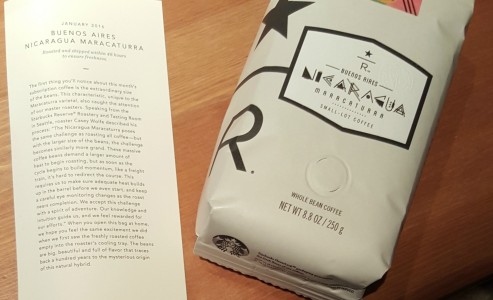 JANUARY 2016
BUENOS AIRES
NICARAGUA MARACATURRA
Roasted and shipped within 48 hours
to ensure freshness.
The first thing you'll notice about this month's
subscription coffee is the extraordinary size
of the beans. This characteristic, unique to the
Maracaturra varietal, also caught the attention
of our master roasters. Speaking from the
Starbucks Reserve® Roastery and Tasting Room
in Seattle, roaster Casey Wolfe described his
process. "The Nicaragua Maracaturra poses
the same challenge as roasting all coffee—but
with the larger size of the beans, the challenge
becomes similarly more grand. These massive
coffee beans demand a larger amount of
heat to begin roasting, but as soon as the
cycle begins to build momentum, like a freight
train, it's hard to redirect the course. This
requires us to make sure adequate heat builds
up in the barrel before we even start, and keep
a careful eye monitoring changes as the roast
reaches completion. We accept this challenge
with a spirit of adventure. Our knowledge and
intuition guide us, and we feel rewarded for
our efforts." When you open this bag at home,
we hope you feel the same excitement we did
when we first saw the freshly roasted coffee
empty into the roaster's cooling tray. The beans
are big, beautiful and full of flavor that traces
back a hundred years to the mysterious origin
of this natural hybrid.
R.
R.
BUENOS AIRES
NICARAGUA
MARACATURRA
SMALL-LOT COFFEE
WHOLE BEAN COFFEE
NET WT 8.8 OZ / 250 g